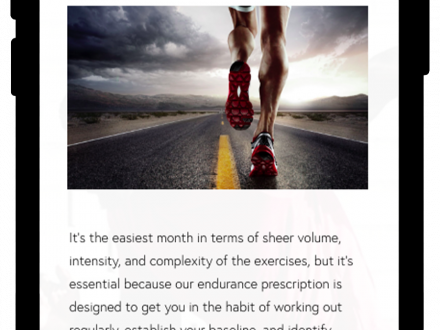 It's the easiest month in terms of sheer volume,
intensity, and complexity of the exercises, but it's
essential because our endurance prescription is
designed to get you in the habit of working out
regularly, establish your baseline, and identify